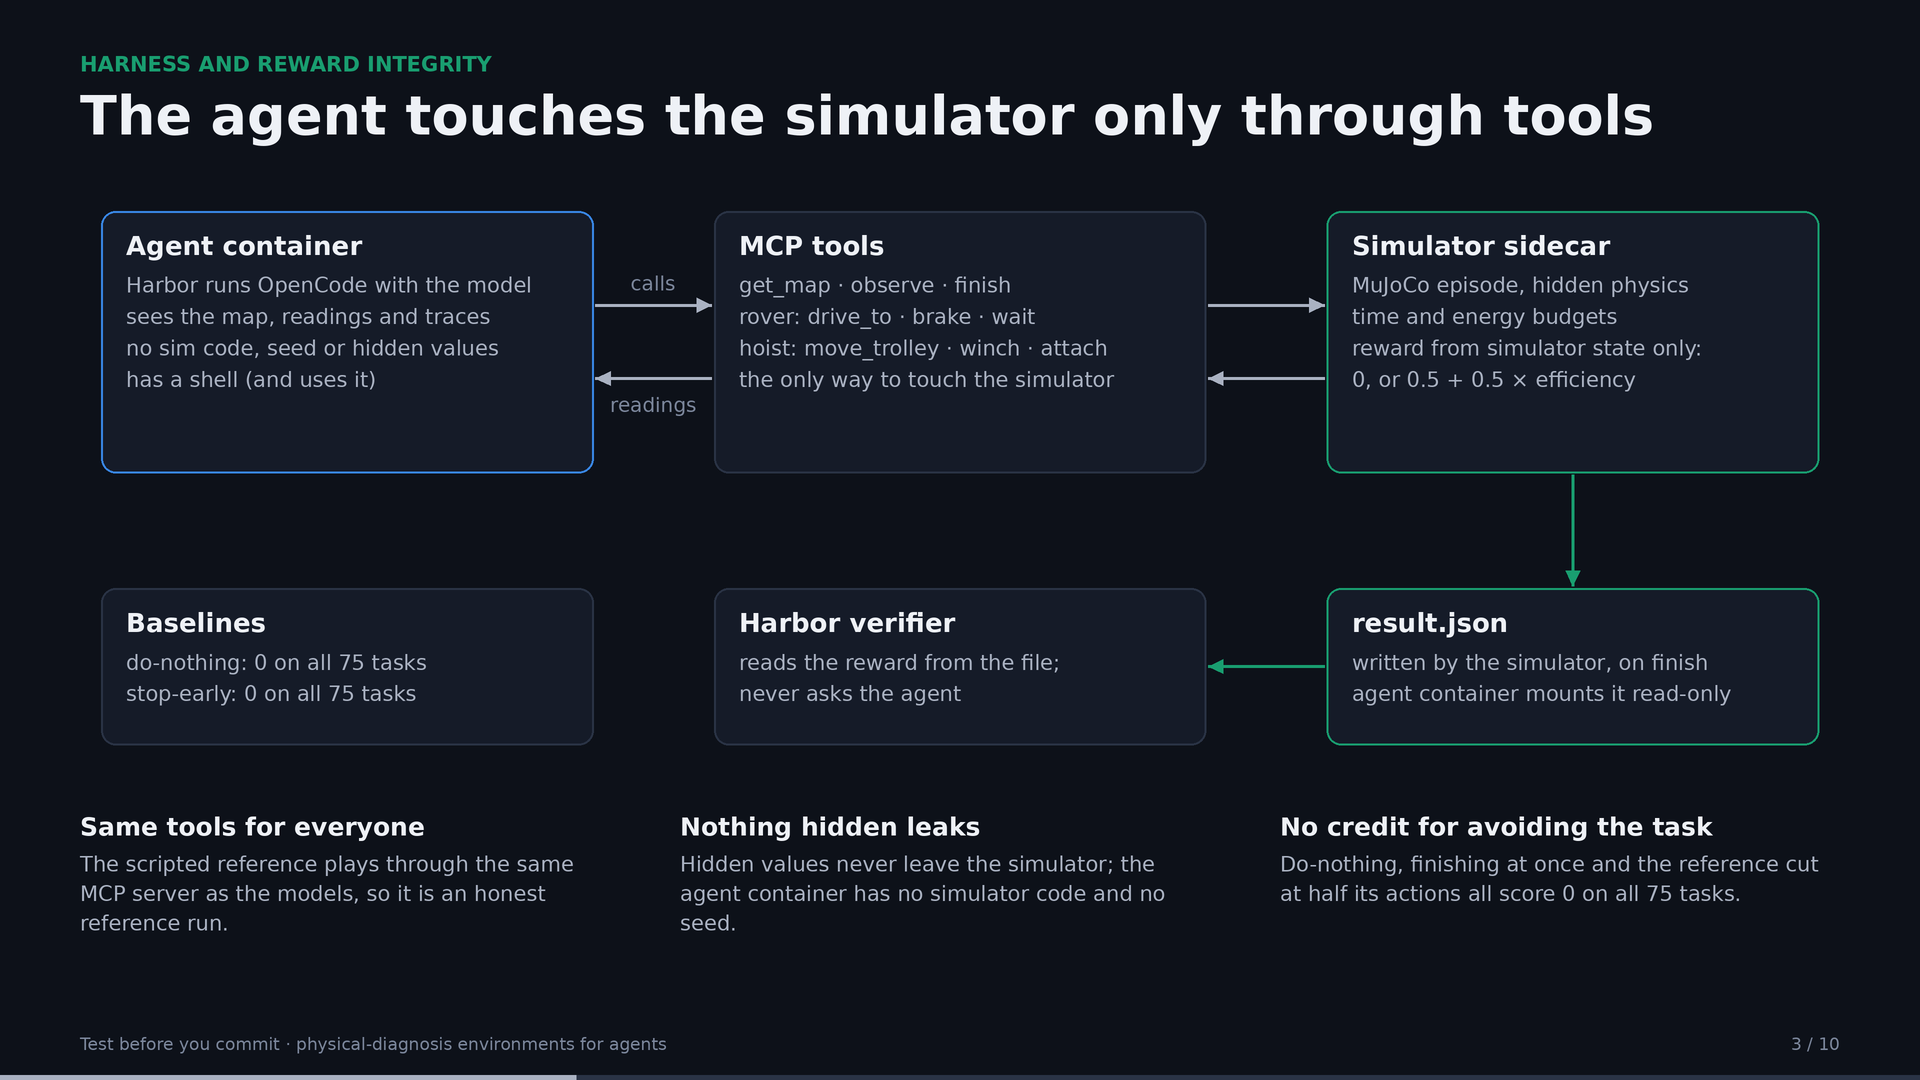 HARNESS AND REWARD INTEGRITY
The agent touches the simulator only through tools
Agent container
Harbor runs OpenCode with the model
sees the map, readings and traces
no sim code, seed or hidden values
has a shell (and uses it)
calls
readings
MCP tools
get_map · observe · finish
rover: drive_to · brake · wait
hoist: move_trolley · winch · attach
the only way to touch the simulator
Simulator sidecar
MuJoCo episode, hidden physics
time and energy budgets
reward from simulator state only:
0, or 0.5 + 0.5 × efficiency
Baselines
do-nothing: 0 on all 75 tasks
stop-early: 0 on all 75 tasks
Harbor verifier
reads the reward from the file;
never asks the agent
result.json
written by the simulator, on finish
agent container mounts it read-only
Same tools for everyone
The scripted reference plays through the same
MCP server as the models, so it is an honest
reference run.
Nothing hidden leaks
Hidden values never leave the simulator; the
agent container has no simulator code and no
seed.
No credit for avoiding the task
Do-nothing, finishing at once and the reference cut
at half its actions all score 0 on all 75 tasks.
Test before you commit · physical-diagnosis environments for agents
3 / 10